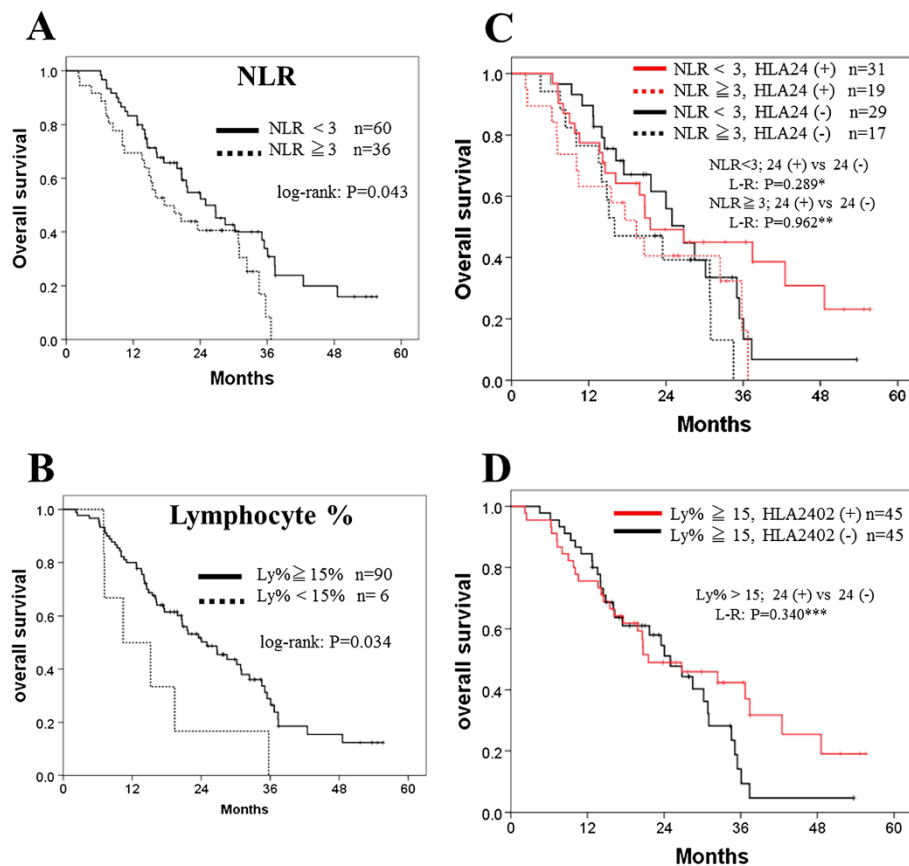 A
NLR
NLR < 3 n=60
NLR ≧ 3 n=36
log-rank: P=0.043
Overall survival
1.0
0.8
0.6
0.4
0.2
0.0
0 12 24 36 48 60
Months
C
NLR < 3, HLA24 (+) n=31
NLR ≧ 3, HLA24 (+) n=19
NLR < 3, HLA24 (-) n=29
NLR ≧ 3, HLA24 (-) n=17
NLR<3; 24 (+) vs 24 (-)
L-R: P=0.289*
NLR≧ 3; 24 (+) vs 24 (-)
L-R: P=0.962**
Overall survival
1.0
0.8
0.6
0.4
0.2
0.0
0 12 24 36 48 60
Months
B
Lymphocyte %
Ly%≧15% n=90
Ly% < 15% n= 6
log-rank: P=0.034
overall survival
1.0
0.8
0.6
0.4
0.2
0.0
0 12 24 36 48 60
Months
D
Ly% ≧ 15, HLA2402 (+) n=45
Ly% ≧ 15, HLA2402 (-) n=45
Ly% > 15; 24 (+) vs 24 (-)
L-R: P=0.340***
overall survival
1.0
0.8
0.6
0.4
0.2
0.0
0 12 24 36 48 60
Months